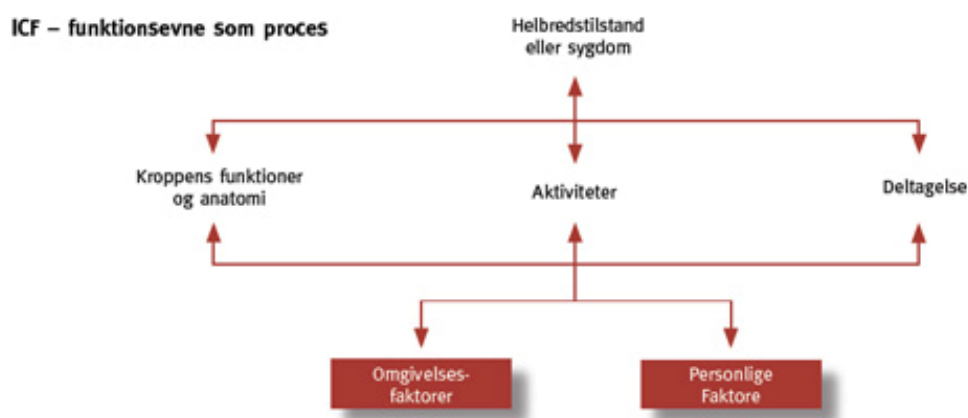 ICF – funktionsevne som proces
Helbredstilstand
eller sygdom
Kroppens funktioner
og anatomi
Aktiviteter
Deltagelse
Omgivelses-
faktorer
Personlige
Faktore